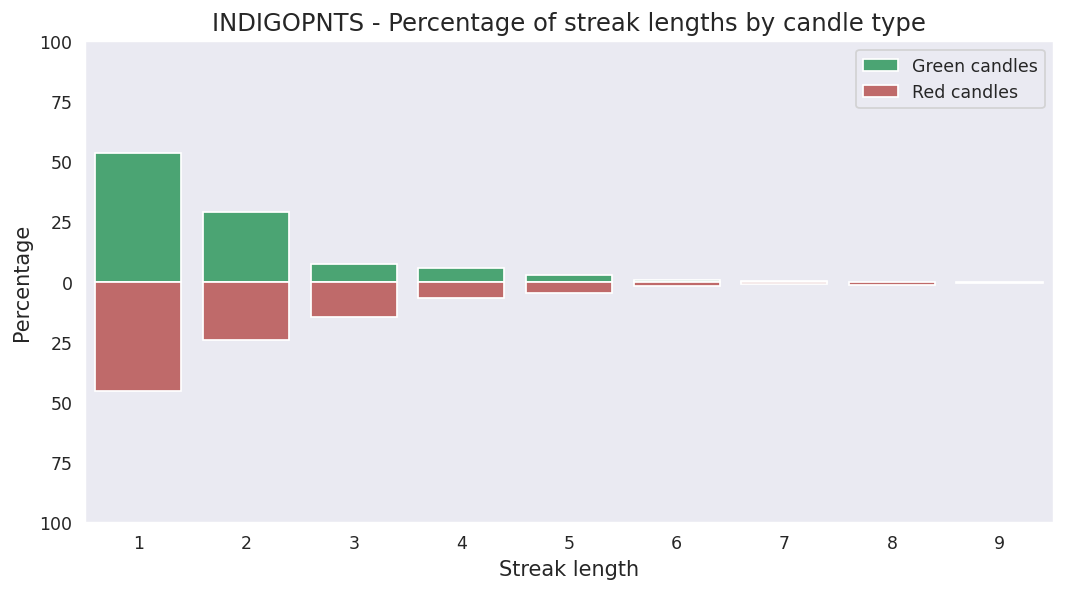 INDIGOPNTS - Percentage of streak lengths by candle type
Green candles
Red candles
Percentage
100
75
50
25
0
25
50
75
100
1 2 3 4 5 6 7 8 9
Streak length